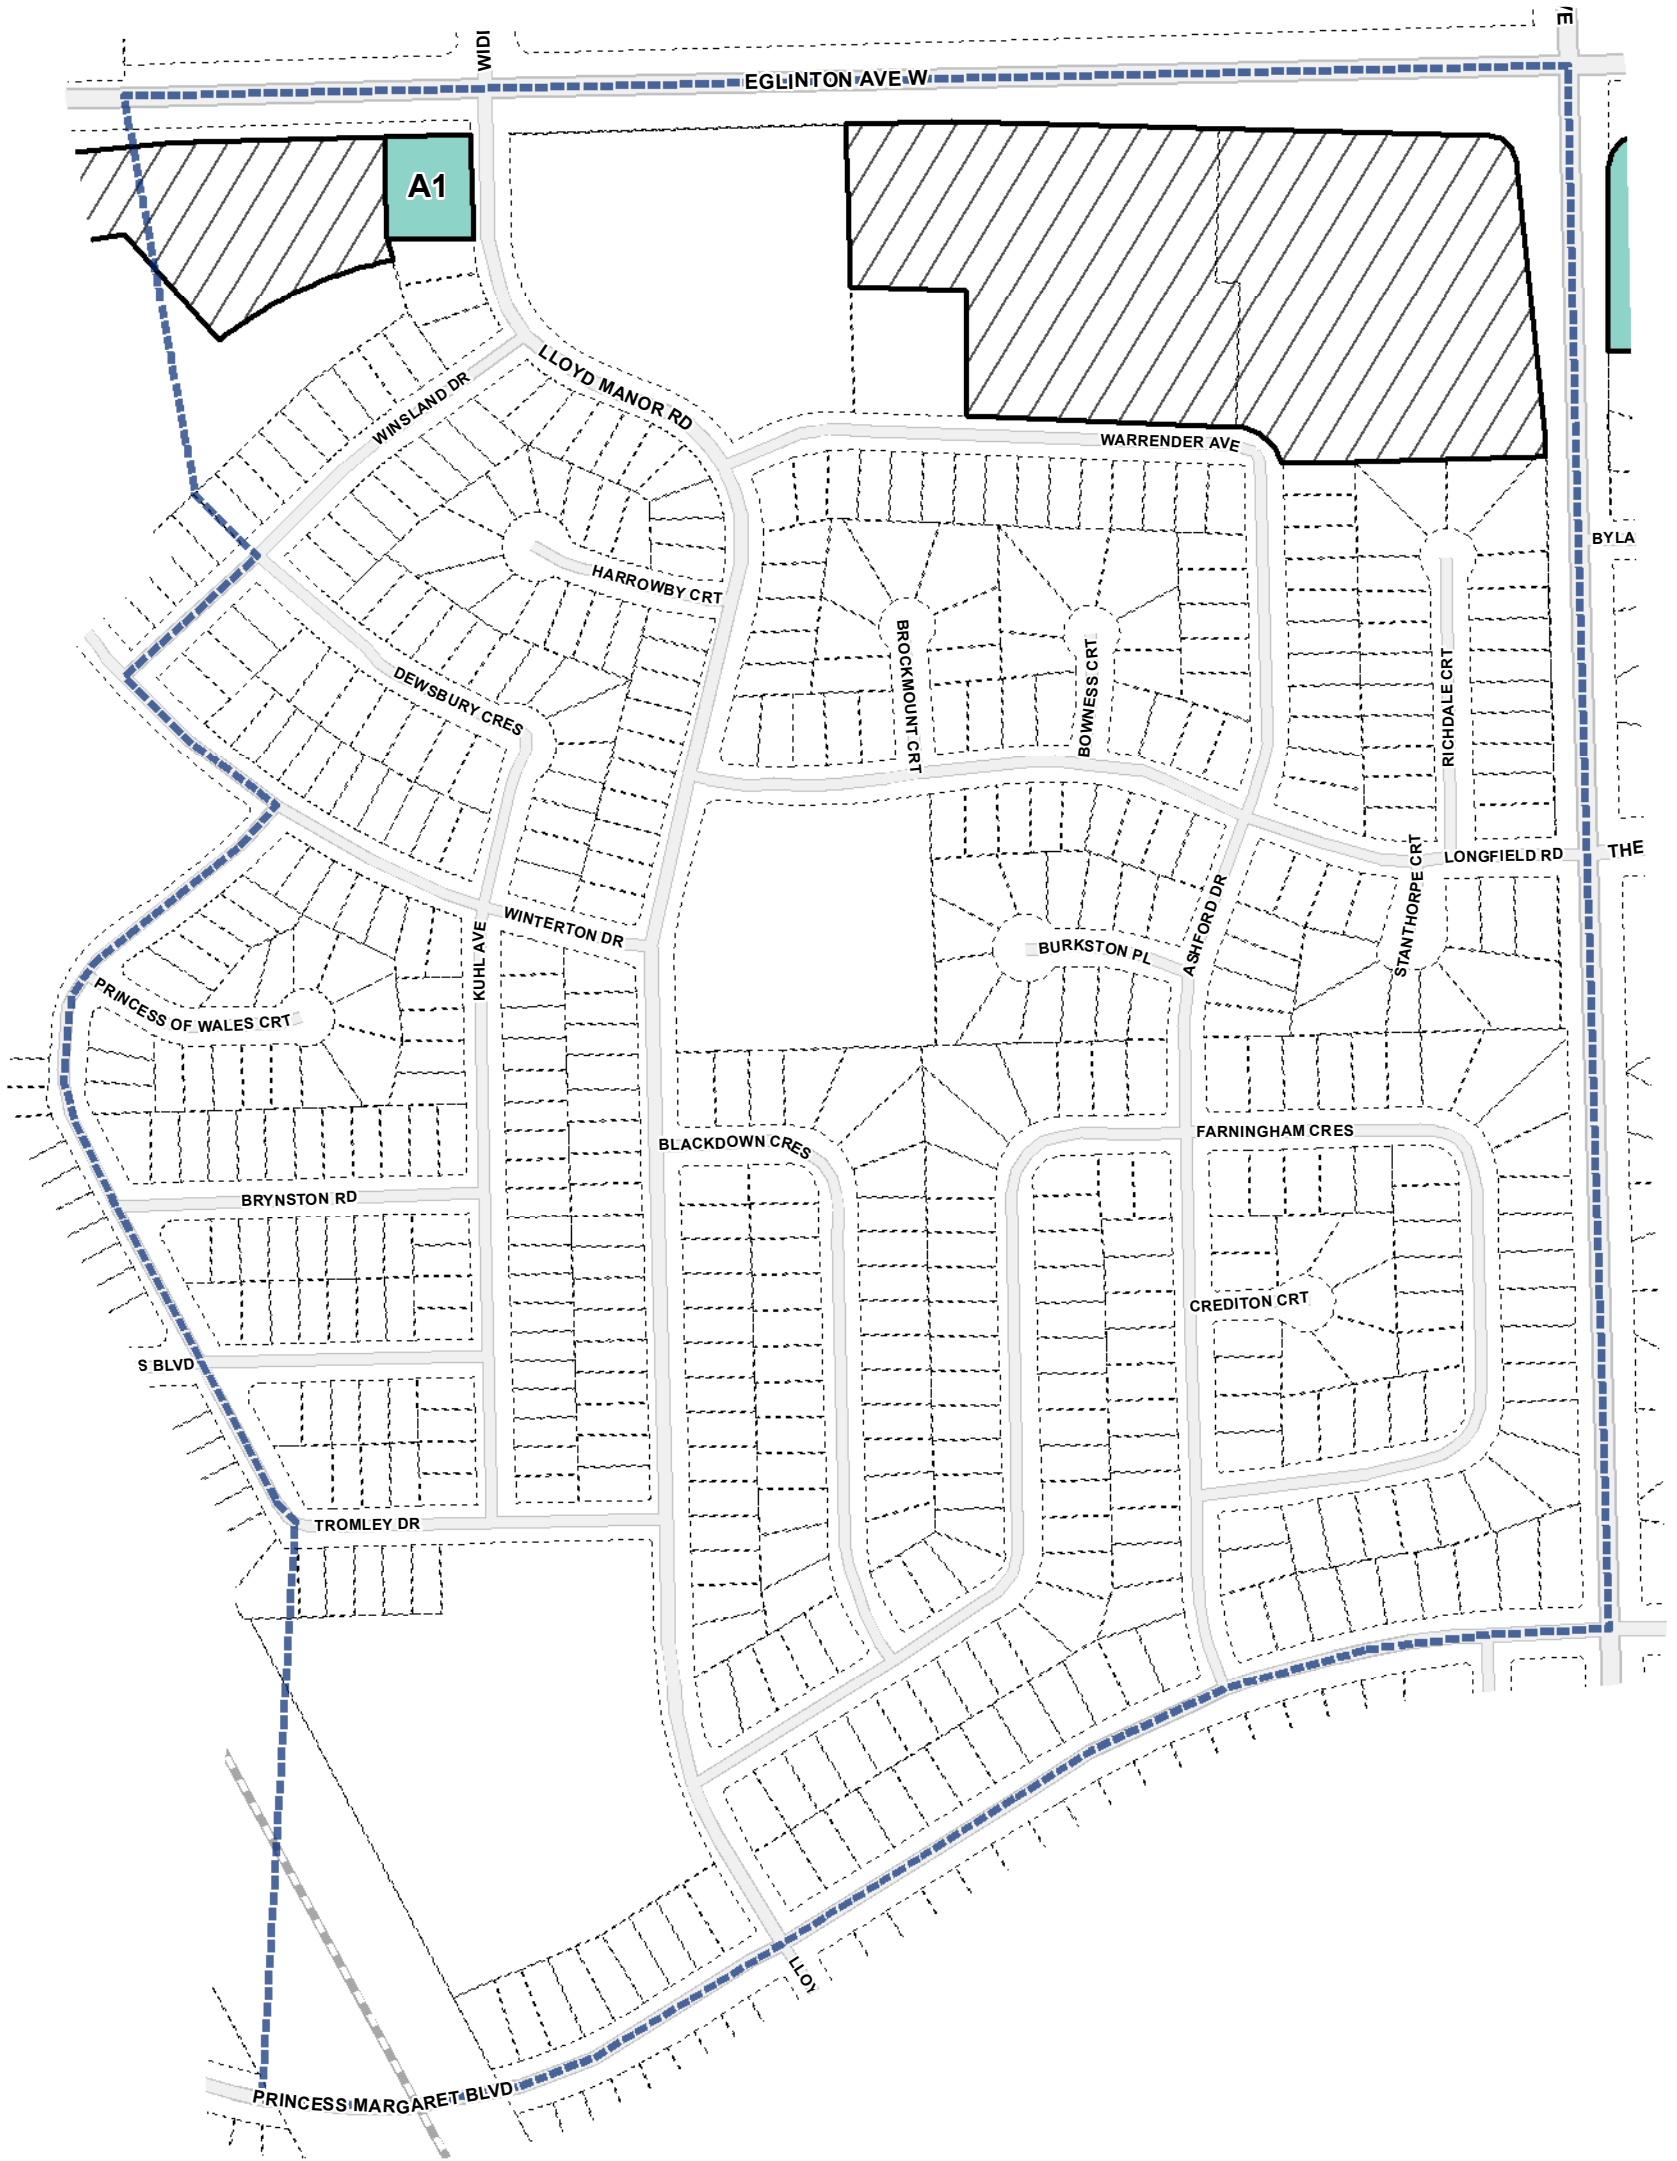 WIDI
E
EGLINTON AVE W
A1
LLOYD MANOR RD
WINSLAND DR
WARRENDER AVE
BYLA
HARROWBY CRT
BROCKMOUNT CRT
BOWNESS CRT
RICHDALE CRT
DEWSBURY CRES
LONGFIELD RD
THE
STANTHORPE CRT
ASHFORD DR
WINTERTON DR
KUHL AVE
BURKSTON PL
PRINCESS OF WALES CRT
BLACKDOWN CRES
FARNINGHAM CRES
BRYNSTON RD
CREDITON CRT
S BLVD
TROMLEY DR
LLOY
PRINCESS MARGARET BLVD